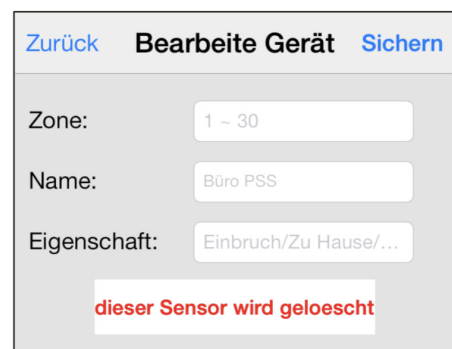 Zurück Bearbeite Gerät Sichern
Zone: 1 ~ 30
Name: Büro PSS
Eigenschaft: Einbruch/Zu Hause/...
dieser Sensor wird geloescht